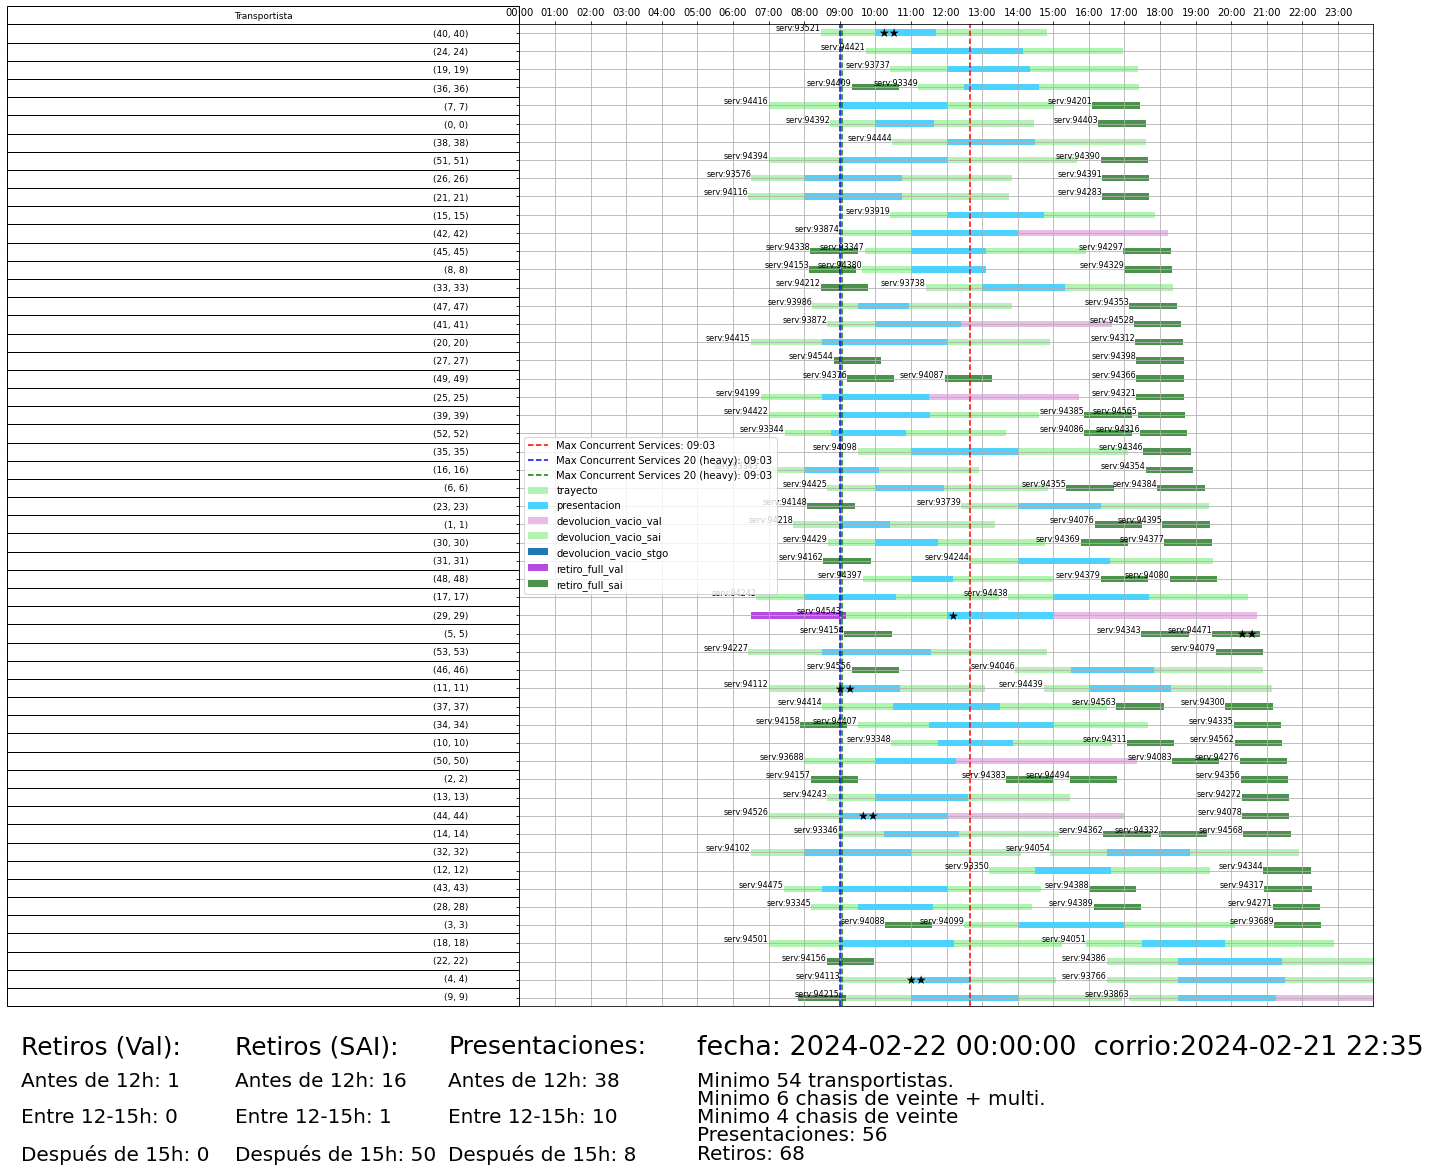 Transportista 00:00 01:00 02:00 03:00 04:00 05:00 06:00 07:00 08:00 09:00 10:00 11:00 12:00 13:00 14:00 15:00 16:00 17:00 18:00 19:00 20:00 21:00 22:00 23:00
(40, 40) serv:93521
(24, 24) serv:94421
(19, 19) serv:93737
(36, 36) serv:94409 serv:93349
(7, 7) serv:94416 serv:94201
(0, 0) serv:94392 serv:94403
(38, 38) serv:94444
(51, 51) serv:94394 serv:94390
(26, 26) serv:93576 serv:94391
(21, 21) serv:94116 serv:94283
(15, 15) serv:93919
(42, 42) serv:93874
(45, 45) serv:94338 serv:93347 serv:94297
(8, 8) serv:94153 serv:94380 serv:94329
(33, 33) serv:94212 serv:93738
(47, 47) serv:93986 serv:94353
(41, 41) serv:93872 serv:94528
(20, 20) serv:94415 serv:94312
(27, 27) serv:94544 serv:94398
(49, 49) serv:94376 serv:94087 serv:94366
(25, 25) serv:94199 serv:94321
(39, 39) serv:94422 serv:94385 serv:94565
(52, 52) serv:93344 serv:94086 serv:94316
(35, 35) serv:94098 serv:94346
(16, 16) serv:94354
(6, 6) serv:94425 serv:94355 serv:94384
(23, 23) serv:94148 serv:93739
(1, 1) serv:94218 serv:94076 serv:94395
(30, 30) serv:94429 serv:94369 serv:94377
(31, 31) serv:94162 serv:94244
(48, 48) serv:94397 serv:94379 serv:94080
(17, 17) serv:94242 serv:94438
(29, 29) serv:94543
(5, 5) serv:94154 serv:94343 serv:94471
(53, 53) serv:94227 serv:94079
(46, 46) serv:94556 serv:94046
(11, 11) serv:94112 serv:94439
(37, 37) serv:94414 serv:94563 serv:94300
(34, 34) serv:94158 serv:94407 serv:94335
(10, 10) serv:93348 serv:94311 serv:94562
(50, 50) serv:93688 serv:94083 serv:94276
(2, 2) serv:94157 serv:94383 serv:94494 serv:94356
(13, 13) serv:94243 serv:94272
(44, 44) serv:94526 serv:94078
(14, 14) serv:93346 serv:94362 serv:94332 serv:94568
(32, 32) serv:94102 serv:94054
(12, 12) serv:93350 serv:94344
(43, 43) serv:94475 serv:94388 serv:94317
(28, 28) serv:93345 serv:94389 serv:94271
(3, 3) serv:94088 serv:94099 serv:93689
(18, 18) serv:94501 serv:94051
(22, 22) serv:94156 serv:94386
(4, 4) serv:94113 serv:93766
(9, 9) serv:94215 serv:93863
Max Concurrent Services: 09:03
Max Concurrent Services 20 (heavy): 09:03
Max Concurrent Services 20 (heavy): 09:03
trayecto
presentacion
devolucion_vacio_val
devolucion_vacio_sai
devolucion_vacio_stgo
retiro_full_val
retiro_full_sai
Retiros (Val):
Antes de 12h: 1
Entre 12-15h: 0
Después de 15h: 0
Retiros (SAI):
Antes de 12h: 16
Entre 12-15h: 1
Después de 15h: 50
Presentaciones:
Antes de 12h: 38
Entre 12-15h: 10
Después de 15h: 8
fecha: 2024-02-22 00:00:00 corrio:2024-02-21 22:35
Minimo 54 transportistas.
Minimo 6 chasis de veinte + multi.
Minimo 4 chasis de veinte
Presentaciones: 56
Retiros: 68